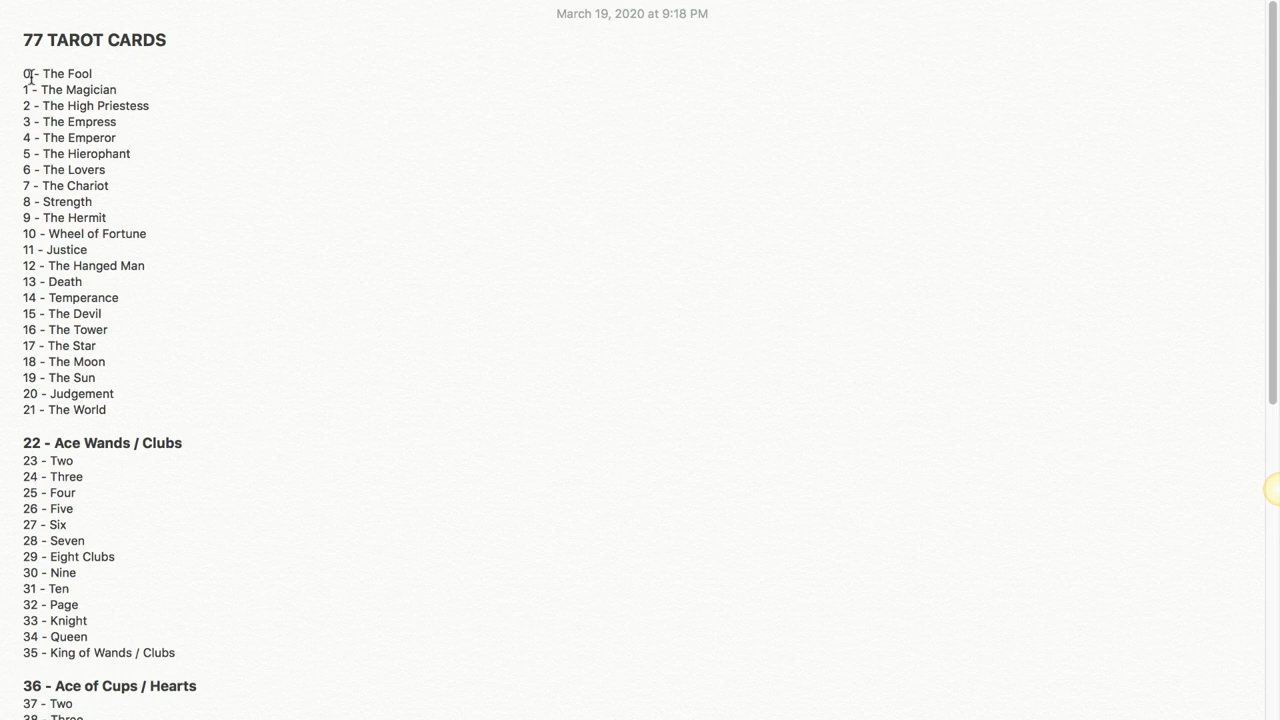 March 19, 2020 at 9:18 PM
77 TAROT CARDS
0 - The Fool
1 - The Magician
2 - The High Priestess
3 - The Empress
4 - The Emperor
5 - The Hierophant
6 - The Lovers
7 - The Chariot
8 - Strength
9 - The Hermit
10 - Wheel of Fortune
11 - Justice
12 - The Hanged Man
13 - Death
14 - Temperance
15 - The Devil
16 - The Tower
17 - The Star
18 - The Moon
19 - The Sun
20 - Judgement
21 - The World
22 - Ace Wands / Clubs
23 - Two
24 - Three
25 - Four
26 - Five
27 - Six
28 - Seven
29 - Eight Clubs
30 - Nine
31 - Ten
32 - Page
33 - Knight
34 - Queen
35 - King of Wands / Clubs
36 - Ace of Cups / Hearts
37 - Two
38 - Three